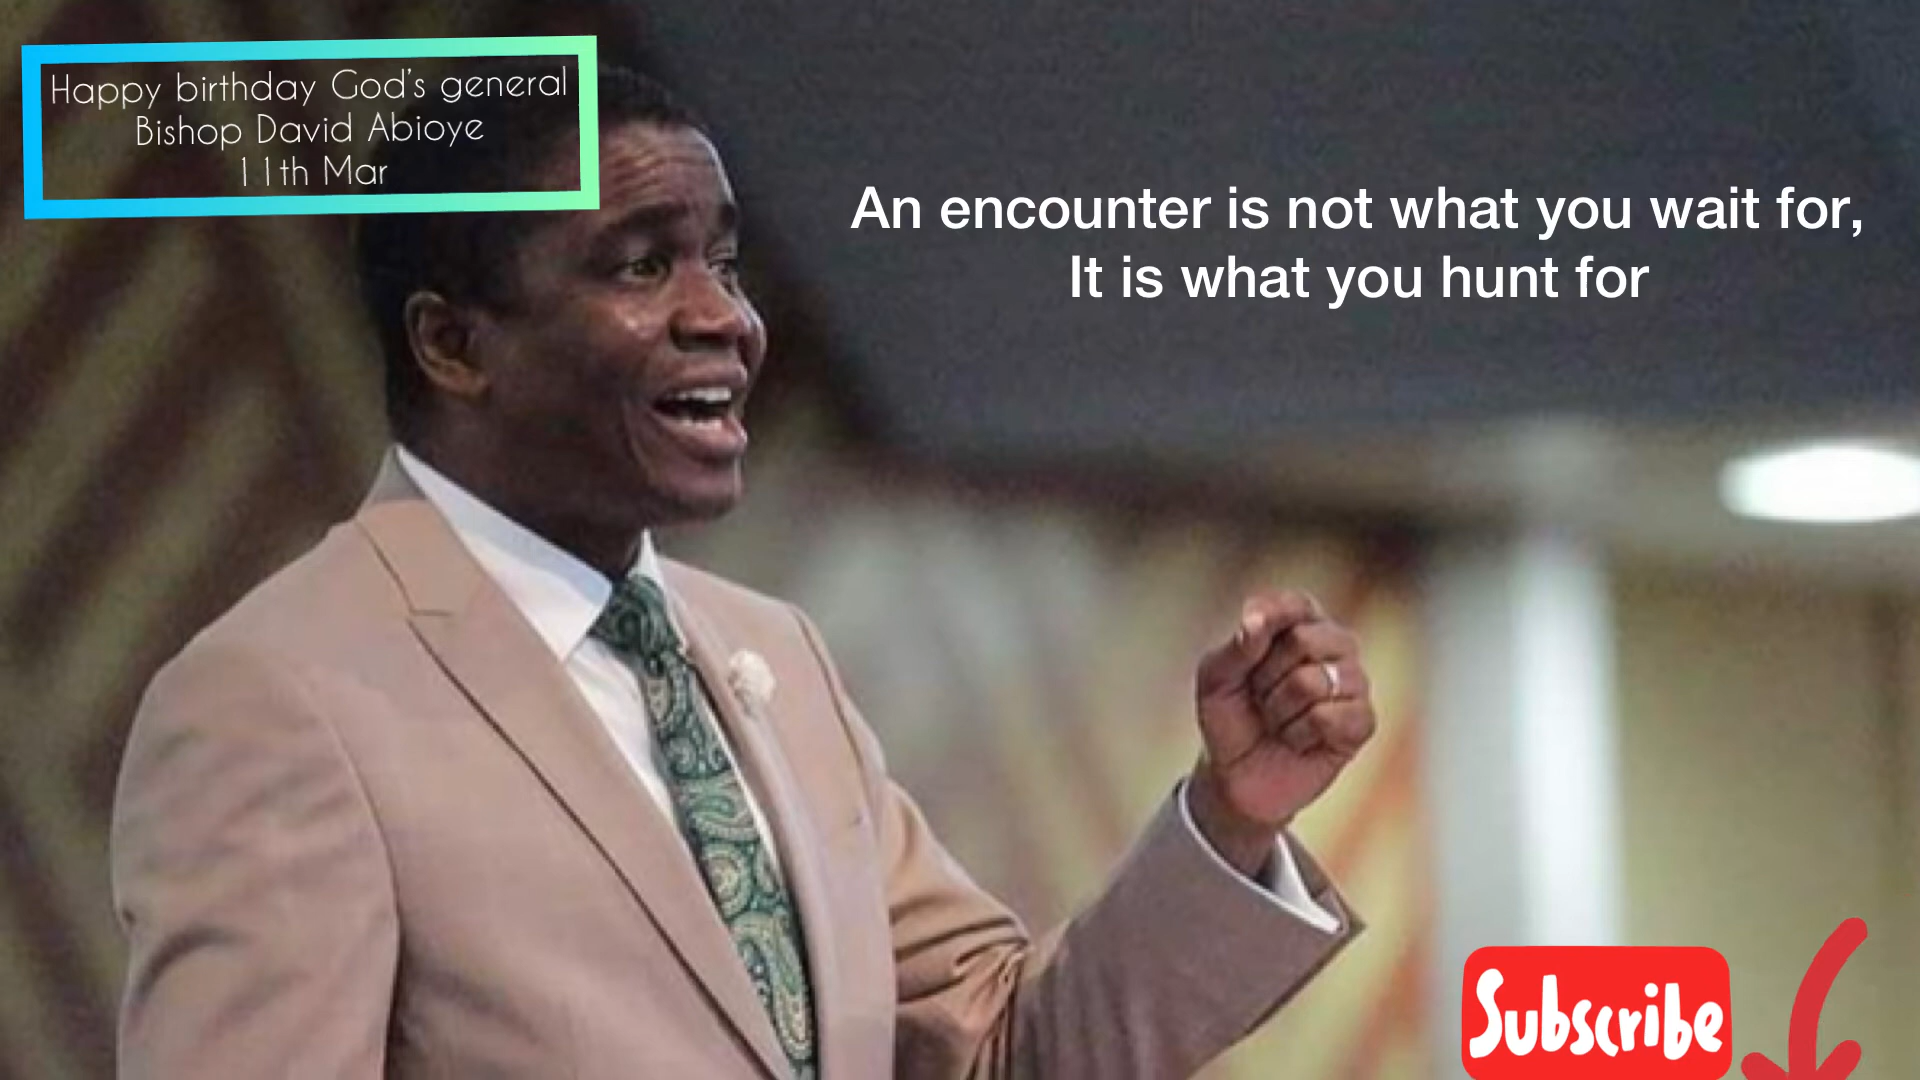 Happy birthday God's general
Bishop David Abioye
11th Mar
An encounter is not what you wait for,
It is what you hunt for
Subscribe